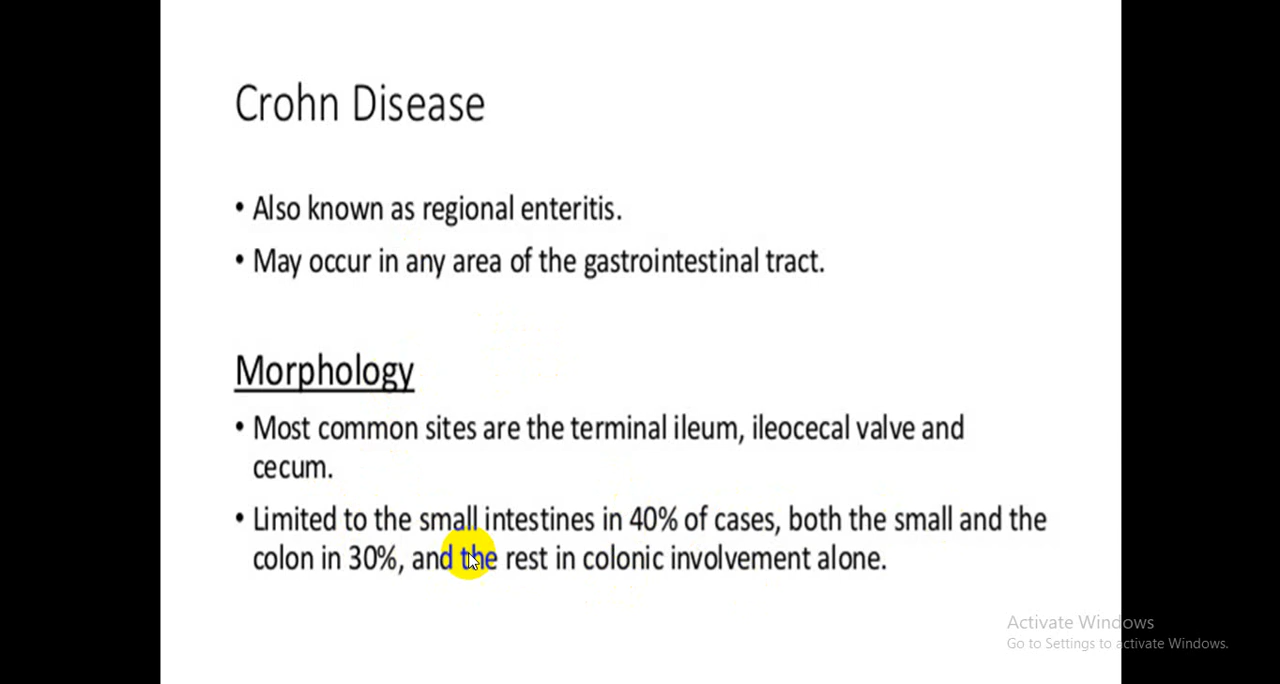 Crohn Disease
• Also known as regional enteritis.
• May occur in any area of the gastrointestinal tract.
Morphology
• Most common sites are the terminal ileum, ileocecal valve and
cecum.
• Limited to the small intestines in 40% of cases, both the small and the
colon in 30%, and the rest in colonic involvement alone.
Activate Windows
Go to Settings to activate Windows.